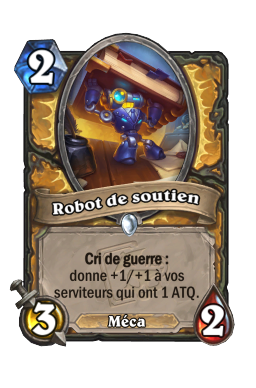 2
Robot de soutien
Cri de guerre :
donne +1/+1 à vos
serviteurs qui ont 1 ATQ.
3
Méca
2